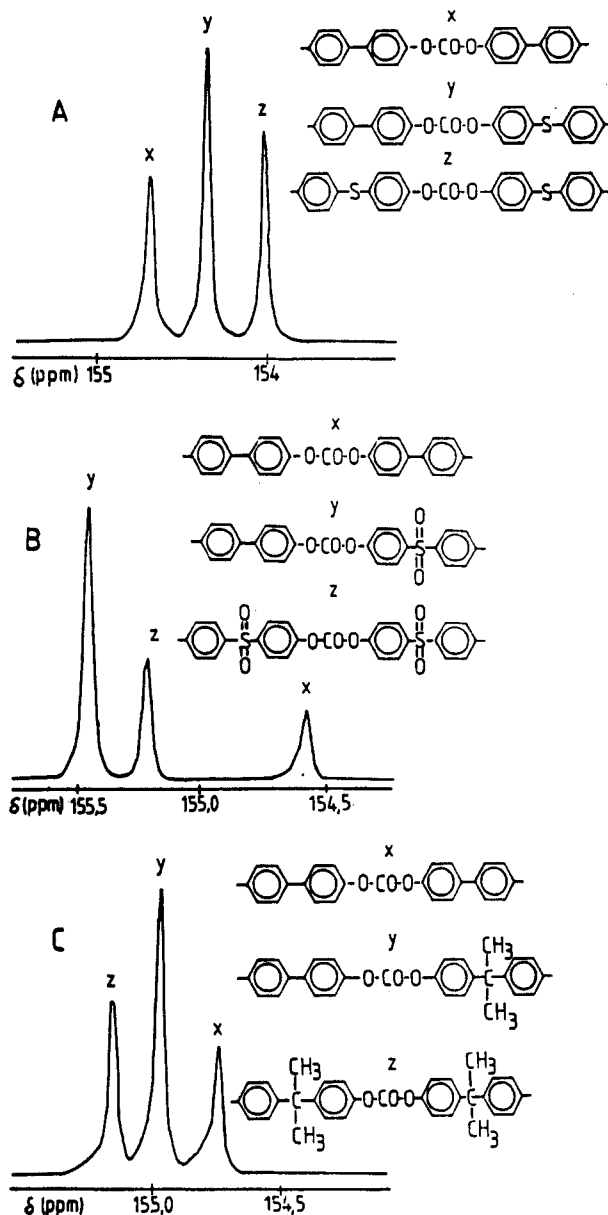 x
-O-CO-O-
y
-O-CO-O- S
z
S -O-CO-O- S
A
x
y
z
δ (ppm) 155 154
x
-O-CO-O-
y
-O-CO-O- O S O
z
O S O -O-CO-O- O S O
B
y
z
x
δ (ppm) 155,5 155,0 154,5
x
-O-CO-O-
y
-O-CO-O- CH3 C CH3
z
CH3 C CH3 -O-CO-O- CH3 C CH3
C
z
y
x
δ (ppm) 155,0 154,5